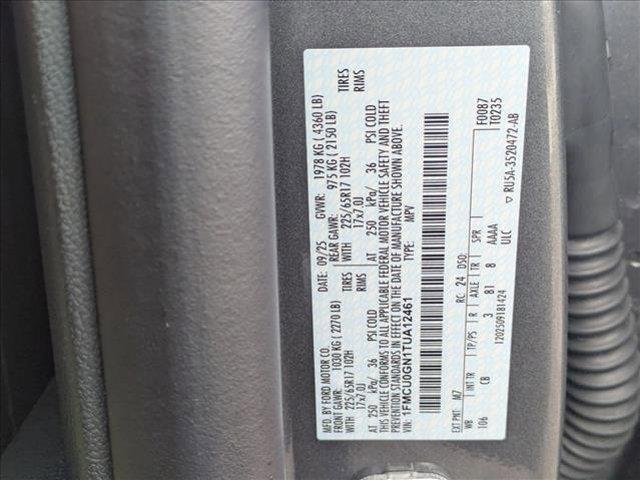 MFD. BY FORD MOTOR CO.
DATE: 09/25 GVWR: 1978 KG ( 4360 LB)
FRONT GAWR: 1030 KG ( 2270 LB) REAR GAWR: 975 KG ( 2150 LB)
WITH 225/65R17 102H TIRES WITH 225/65R17 102H TIRES
17x7.0J RIMS 17x7.0J RIMS
AT 250 kPa/ 36 PSI COLD AT 250 kPa/ 36 PSI COLD
THIS VEHICLE CONFORMS TO ALL APPLICABLE FEDERAL MOTOR VEHICLE SAFETY AND THEFT
PREVENTION STANDARDS IN EFFECT ON THE DATE OF MANUFACTURE SHOWN ABOVE.
VIN: 1FMCU0GN1TUA12461 TYPE: MPV
F0087
T0235
EXT PNT: M7 RC: 24 DSO:
WB INT TR TP/PS R AXLE TR SPR
106 CB 3 B1 8 AAAA
ULC
1202509181424
RU5A-3520472-AB